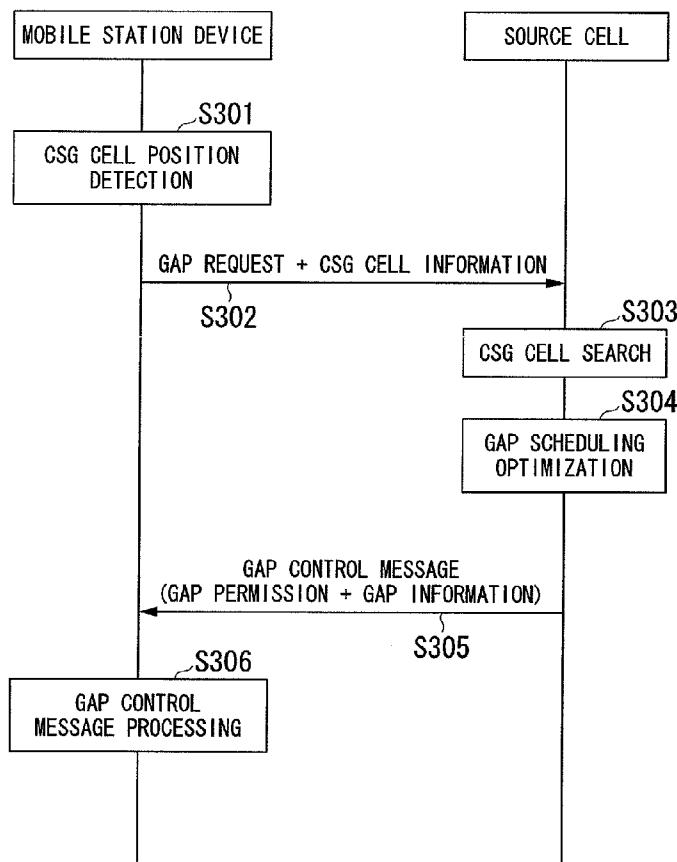 MOBILE STATION DEVICE
SOURCE CELL
S301
CSG CELL POSITION
DETECTION
GAP REQUEST + CSG CELL INFORMATION
S302
S303
CSG CELL SEARCH
S304
GAP SCHEDULING
OPTIMIZATION
GAP CONTROL MESSAGE
(GAP PERMISSION + GAP INFORMATION)
S305
S306
GAP CONTROL
MESSAGE PROCESSING